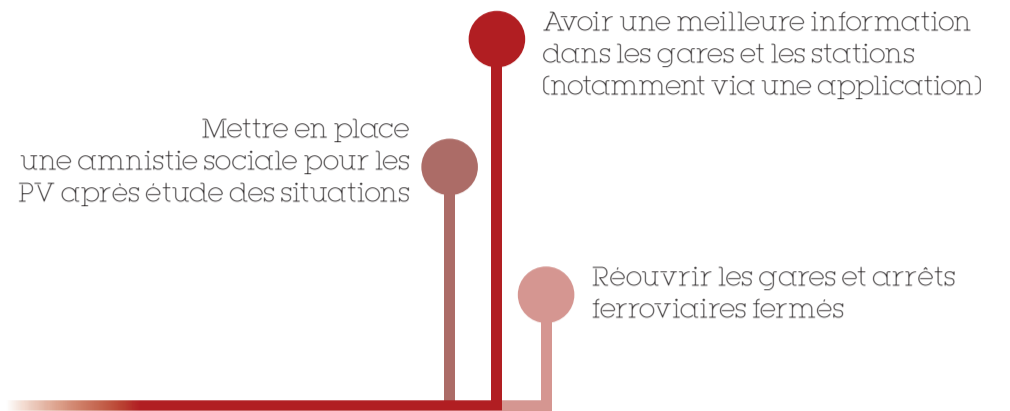 Avoir une meilleure information
dans les gares et les stations
(notamment via une application)
Mettre en place
une amnistie sociale pour les
PV après étude des situations
Réouvrir les gares et arrêts
ferroviaires fermés